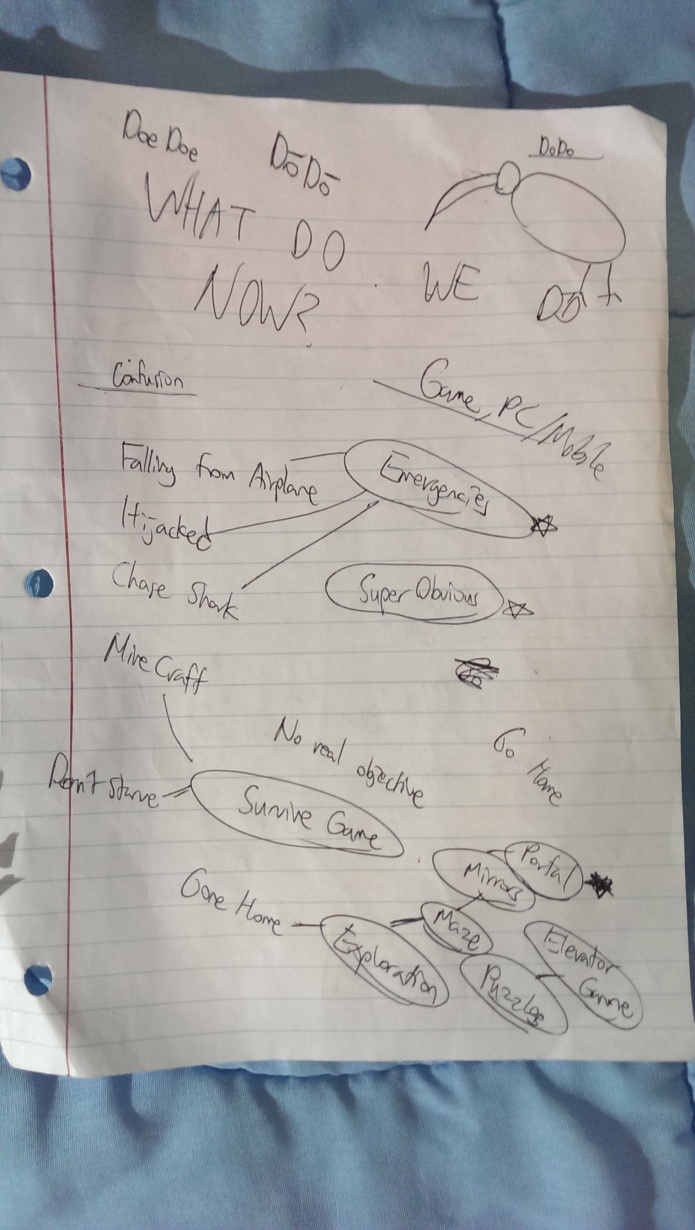 Doe Doe
DōDō
DoDo
WHAT DO
WE
DO
NOW?
Confusion
Game, PC/Mobile
Falling from Airplane
Emergencies
Hijacked
Chase Shark
Super Obvious
MineCraft
No real objective
Go Home
Don't Starve
Survive Game
Portal
Mirrors
Gone Home
Maze
Elevator
Game
Exploration
Puzzles